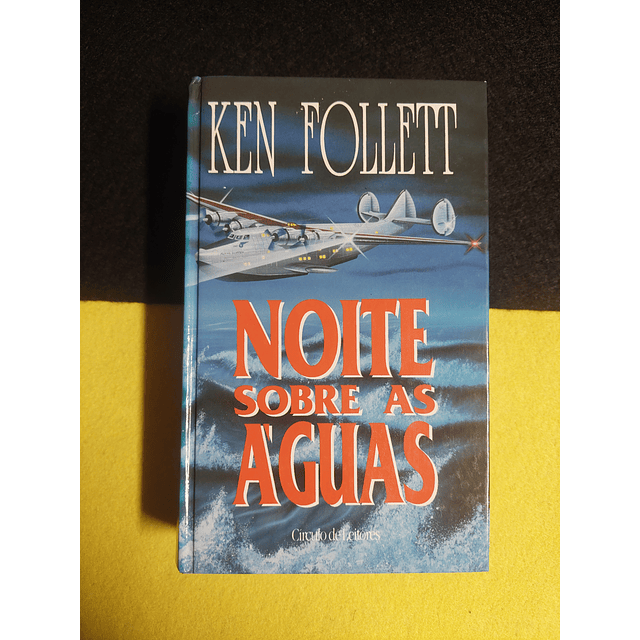 KEN FOLLETT
NOITE
SOBRE AS
ÁGUAS
Círculo de Leitores